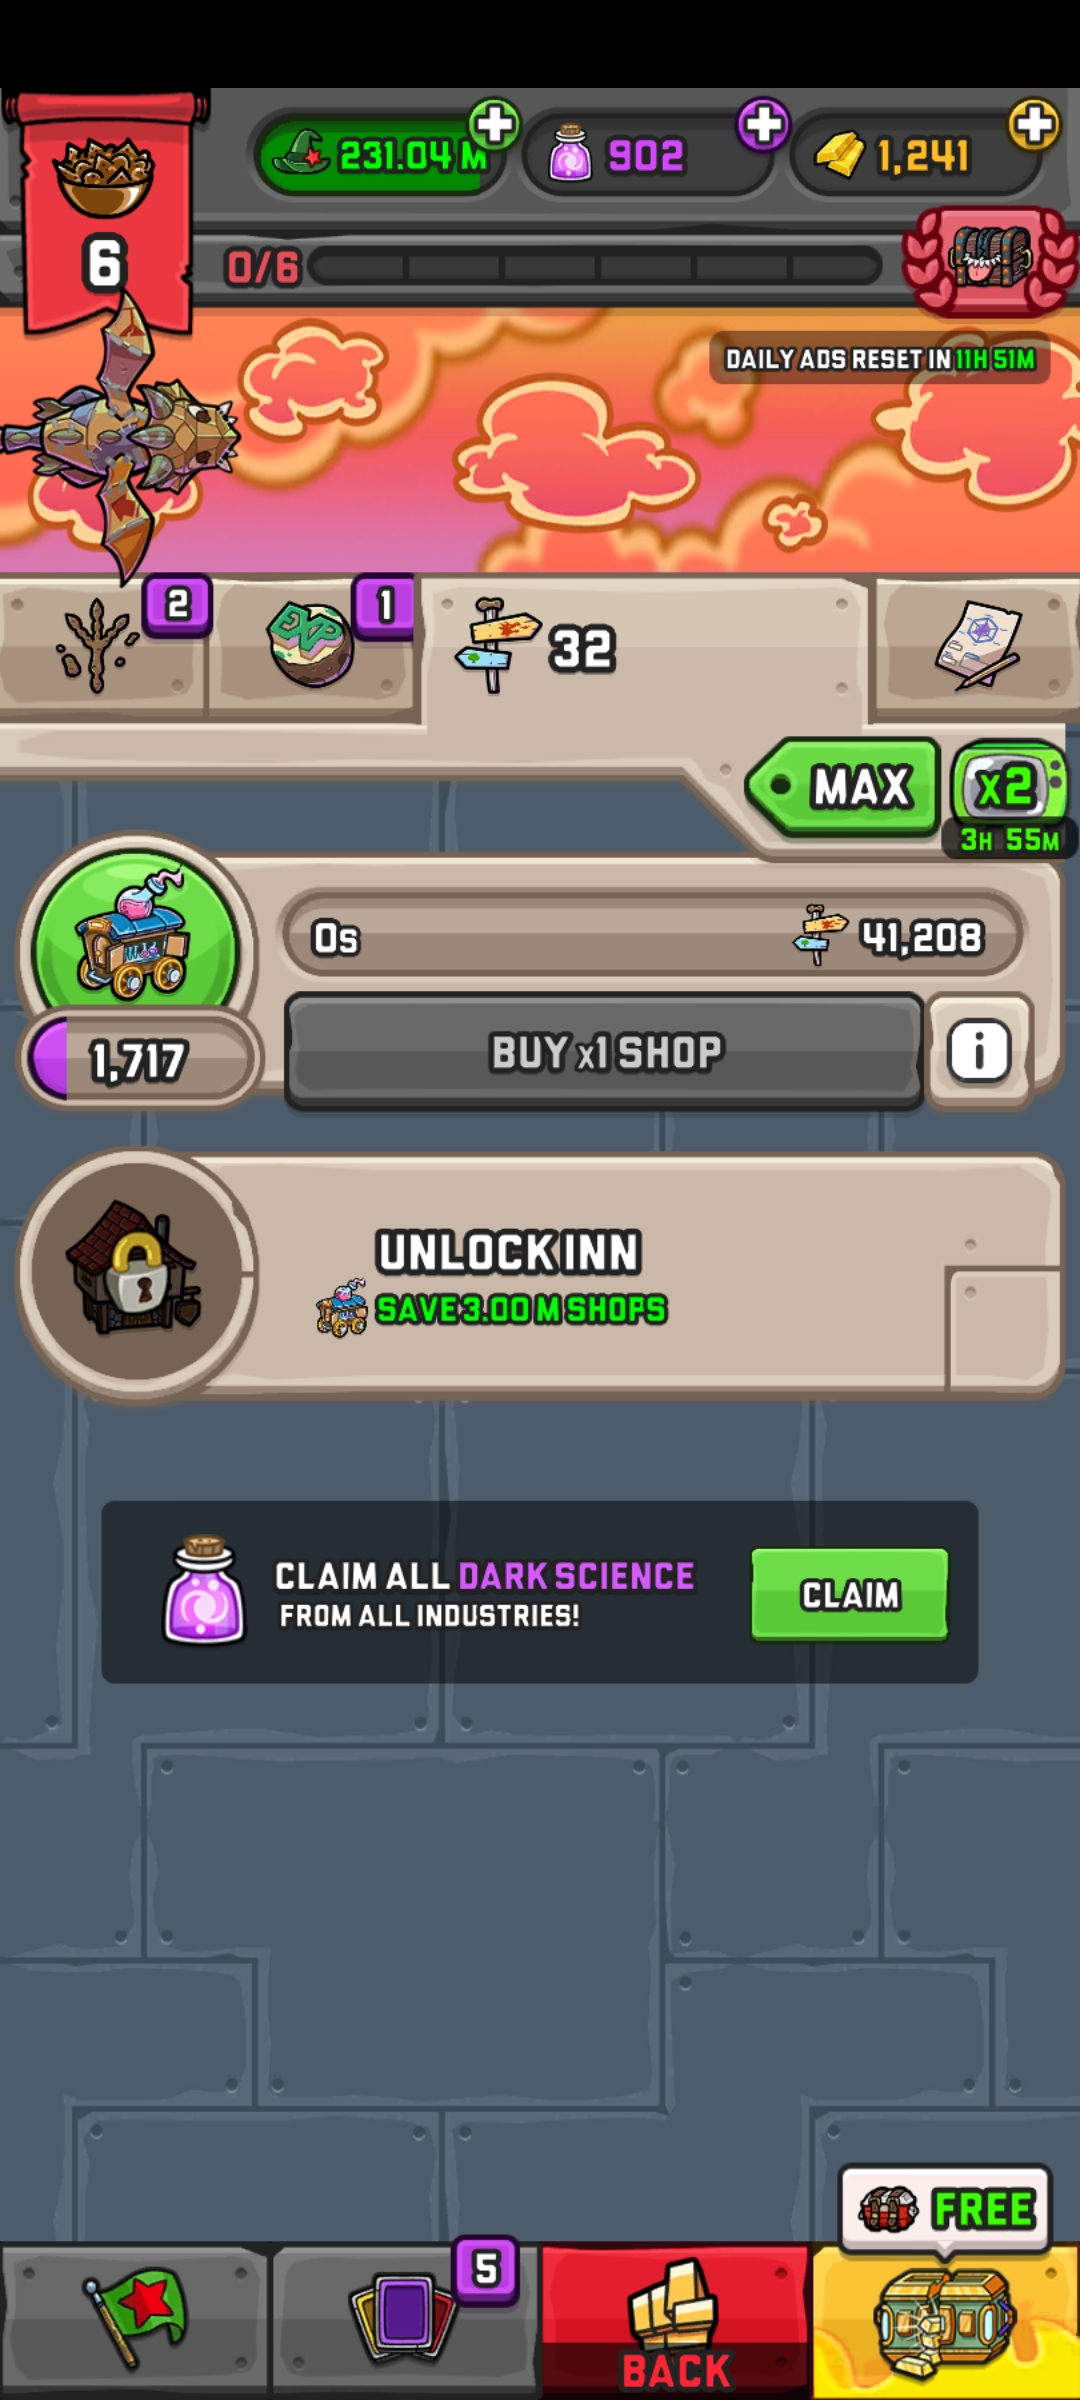 231.04 M
902
1,241
6
0/6
DAILY ADS RESET IN 11H 51M
2
EXP
1
32
MAX
x2
3H 55M
0s
41,208
1,717
BUY x1 SHOP
i
UNLOCK INN
SAVE 3.00 M SHOPS
CLAIM ALL DARK SCIENCE
FROM ALL INDUSTRIES!
CLAIM
FREE
5
BACK